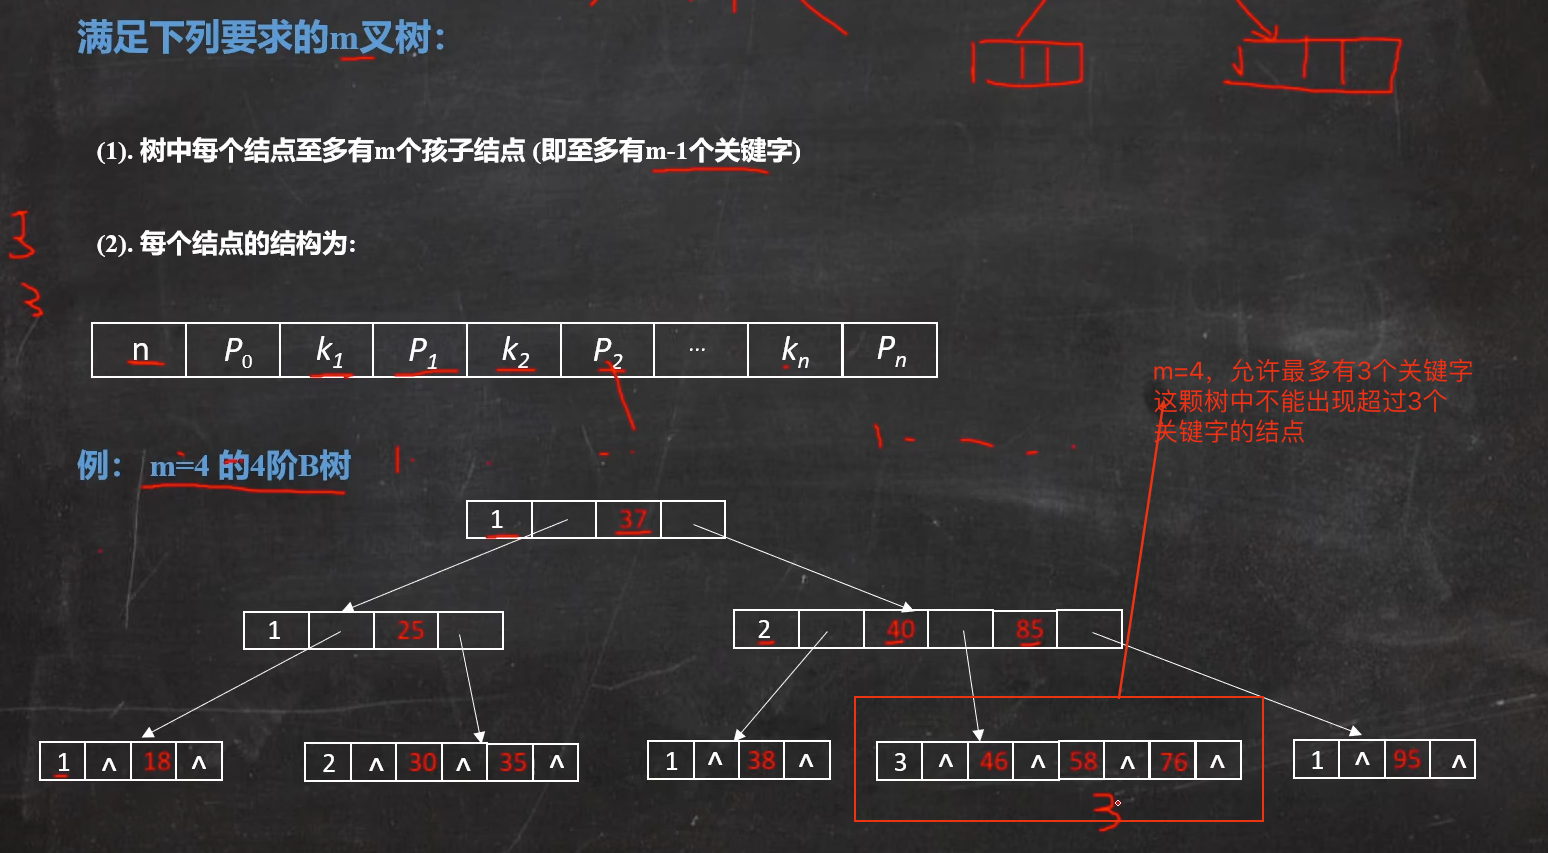 满足下列要求的m叉树:
(1). 树中每个结点至多有m个孩子结点 (即至多有m-1个关键字)
3
(2). 每个结点的结构为:
3
n P0 k1 P1 k2 P2 ... kn Pn
m=4，允许最多有3个关键字
这颗树中不能出现超过3个
关键字的结点
例： m=4 的4阶B树
1 37
1 25
2 40 85
1 ^ 18 ^
2 ^ 30 ^ 35 ^
1 ^ 38 ^
3 ^ 46 ^ 58 ^ 76 ^
1 ^ 95 ^
3